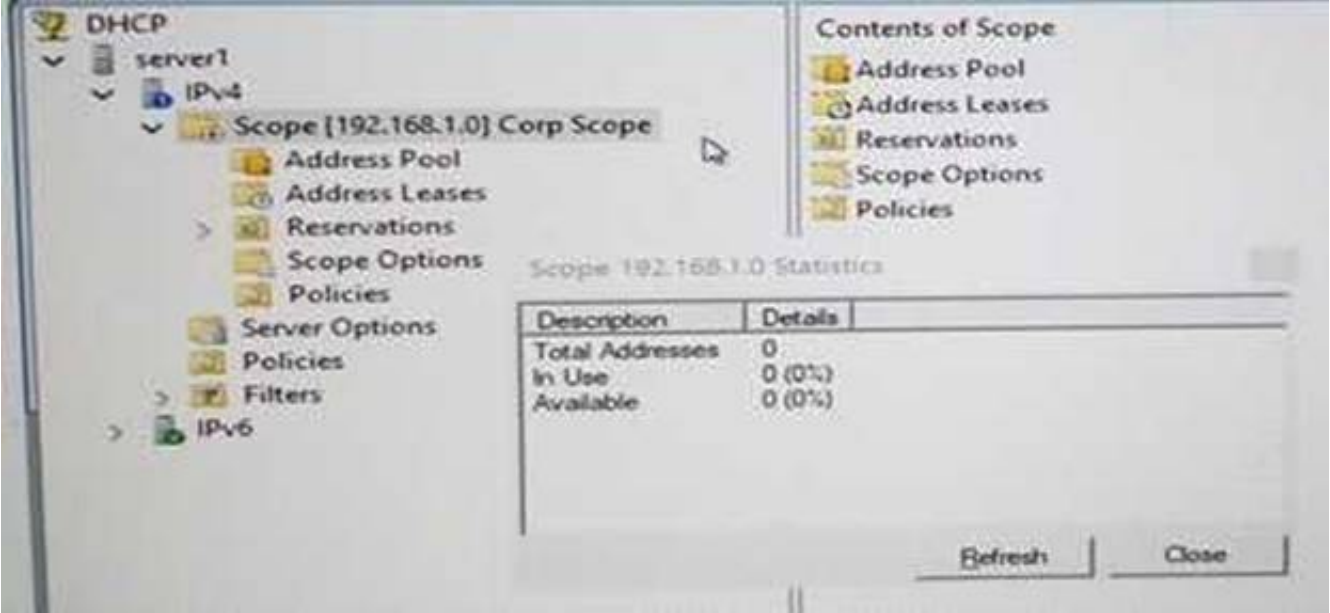 DHCP
server1
IPv4
Scope [192.168.1.0] Corp Scope
Address Pool
Address Leases
Reservations
Scope Options
Policies
Server Options
Policies
Filters
IPv6
Contents of Scope
Address Pool
Address Leases
Reservations
Scope Options
Policies
Scope 192.168.1.0 Statistics
Description Details
Total Addresses 0
In Use 0 (0%)
Available 0 (0%)
Refresh Close